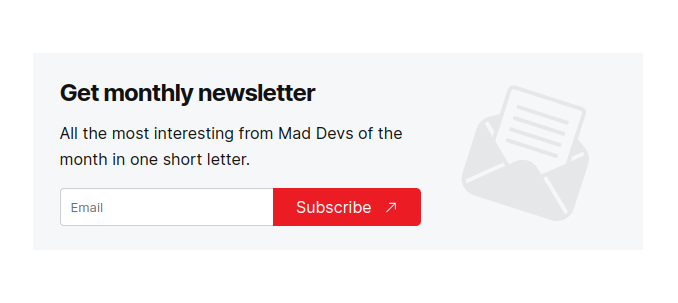 Get monthly newsletter
All the most interesting from Mad Devs of the
month in one short letter.
Email
Subscribe